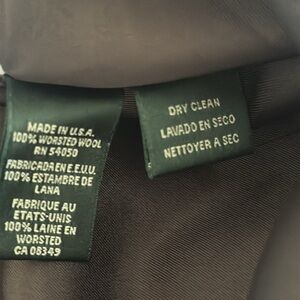 MADE IN U.S.A.
100% WORSTED WOOL
RN 54050
FABRICADA EN E.E.U.U.
100% ESTAMBRE DE
LANA
FABRIQUE AU
ETATS-UNIS
100% LAINE EN
WORSTED
CA 08349
DRY CLEAN
LAVADO EN SECO
NETTOYER A SEC